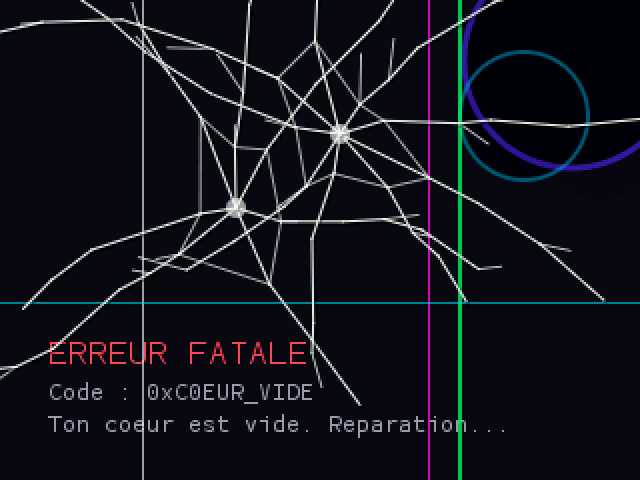 ERREUR FATALE
Code : 0xC0EUR_VIDE
Ton coeur est vide. Reparation...